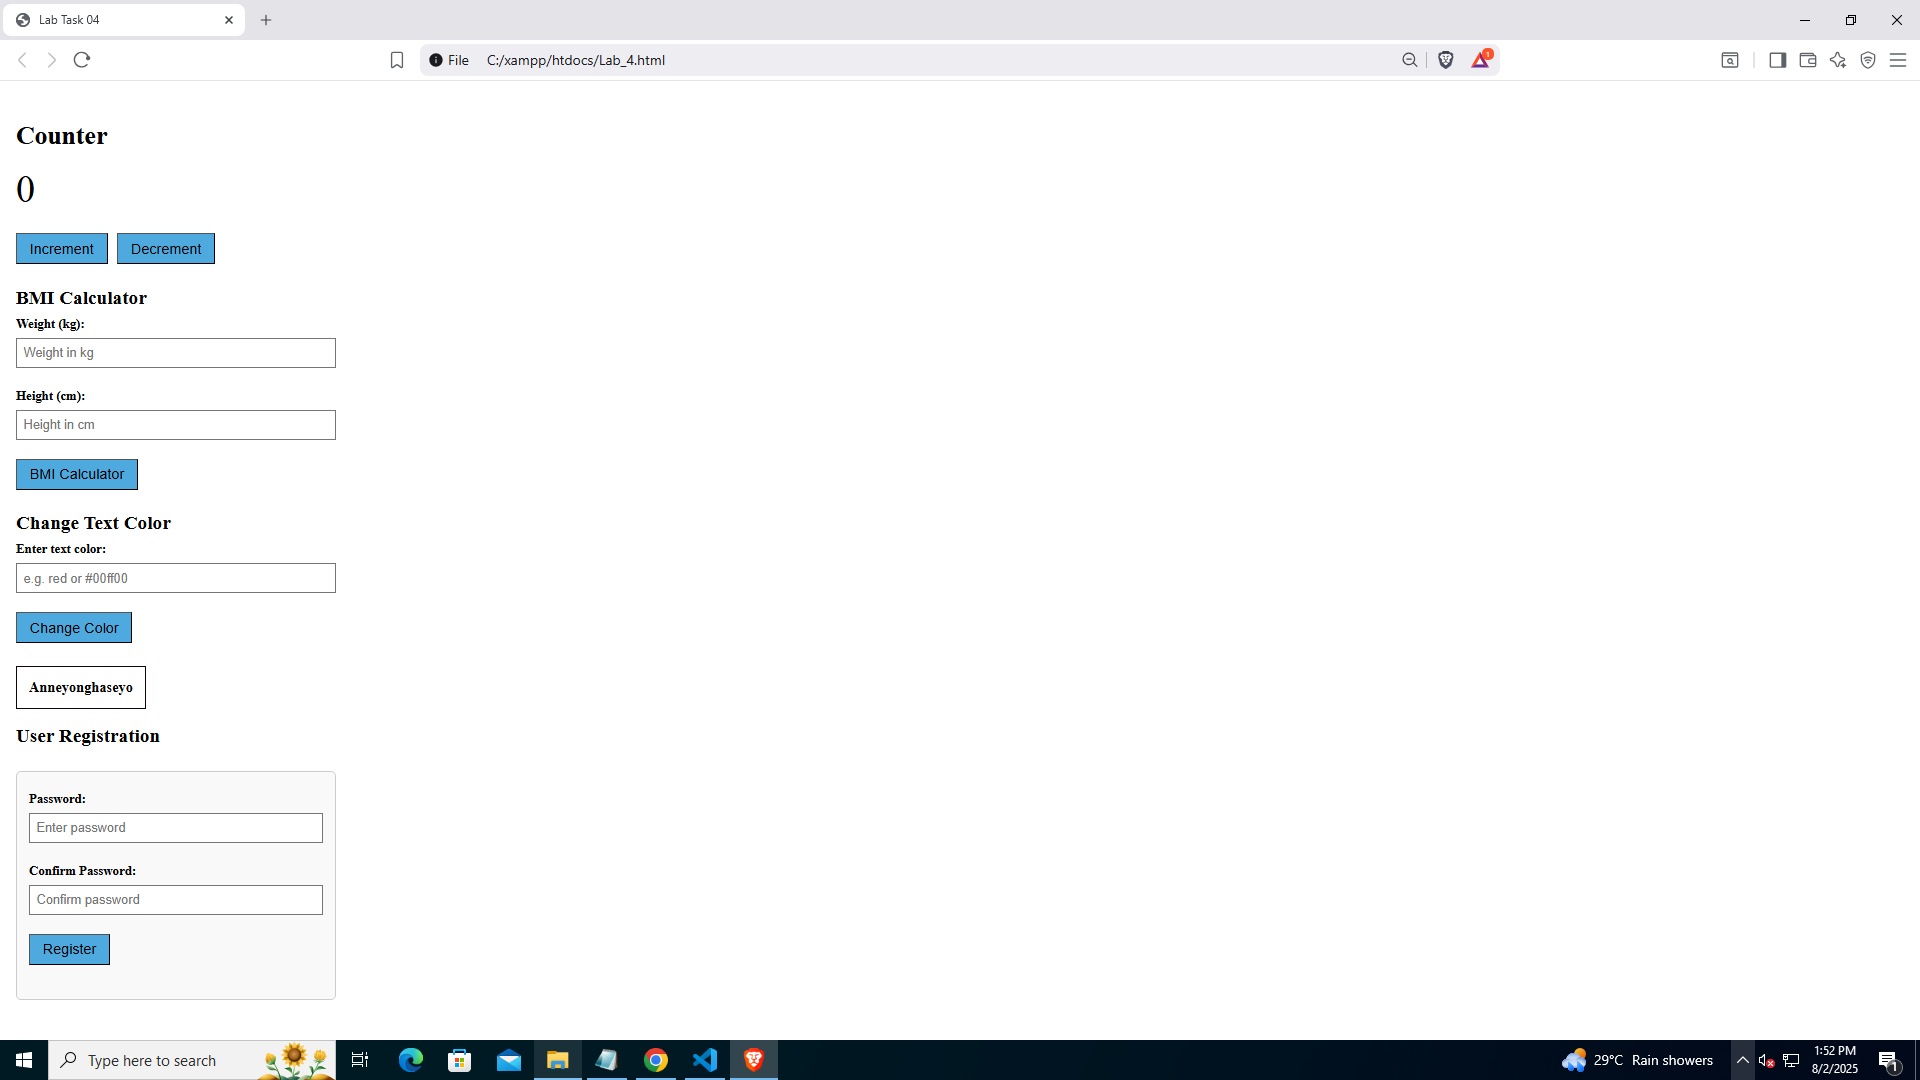 Lab Task 04
File C:/xampp/htdocs/Lab_4.html
1
Counter
0
Increment Decrement
BMI Calculator
Weight (kg):
Weight in kg
Height (cm):
Height in cm
BMI Calculator
Change Text Color
Enter text color:
e.g. red or #00ff00
Change Color
Anneyonghaseyo
User Registration
Password:
Enter password
Confirm Password:
Confirm password
Register
Type here to search
29°C Rain showers
1:52 PM
8/2/2025
1